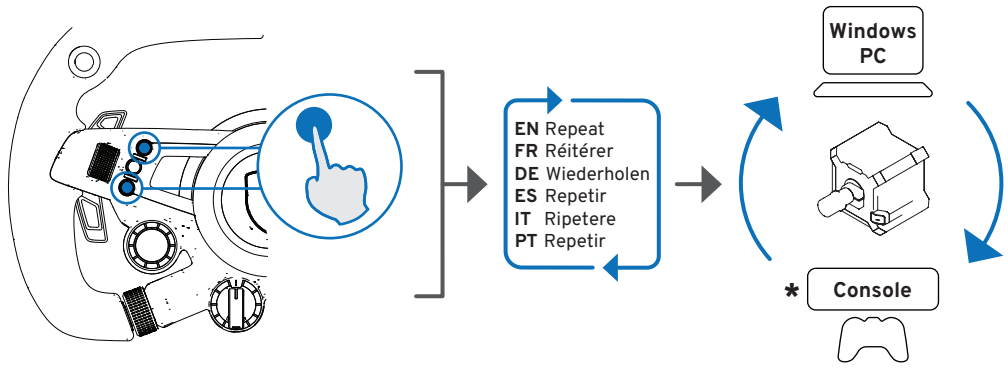 EN Repeat
FR Réitérer
DE Wiederholen
ES Repetir
IT Ripetere
PT Repetir
Windows
PC
* Console